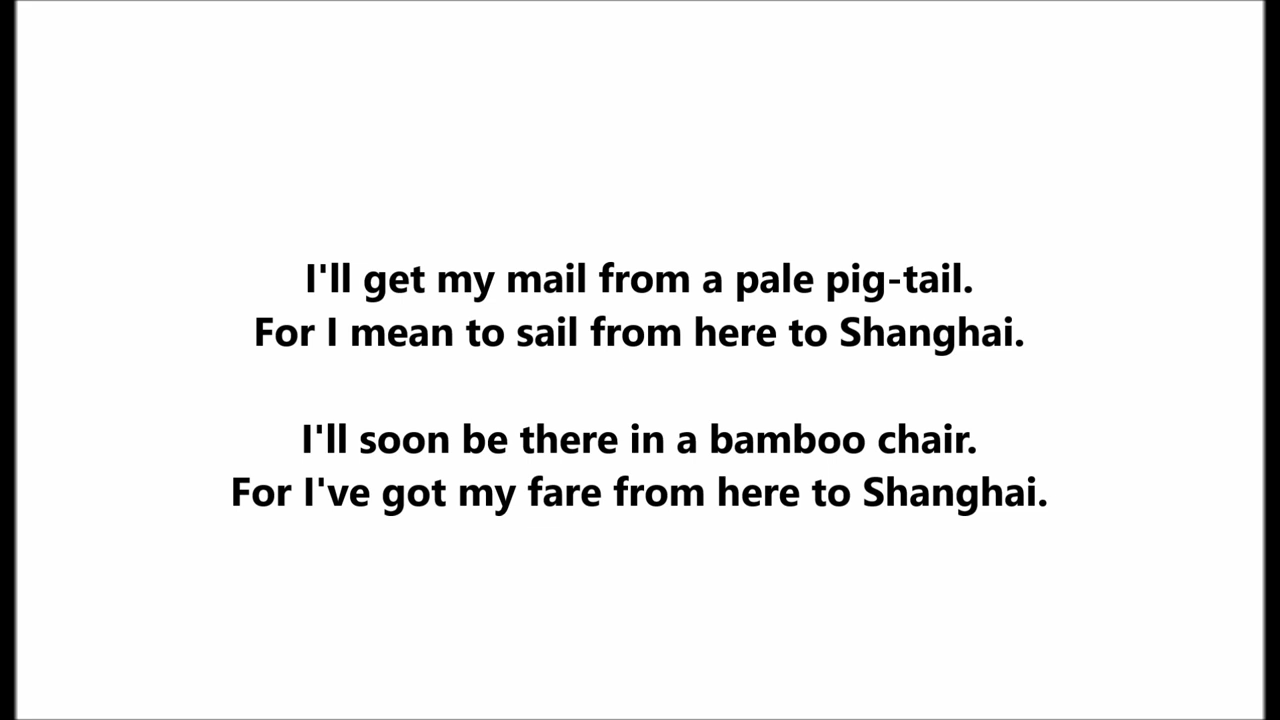 I'll get my mail from a pale pig-tail.
For I mean to sail from here to Shanghai.
I'll soon be there in a bamboo chair.
For I've got my fare from here to Shanghai.